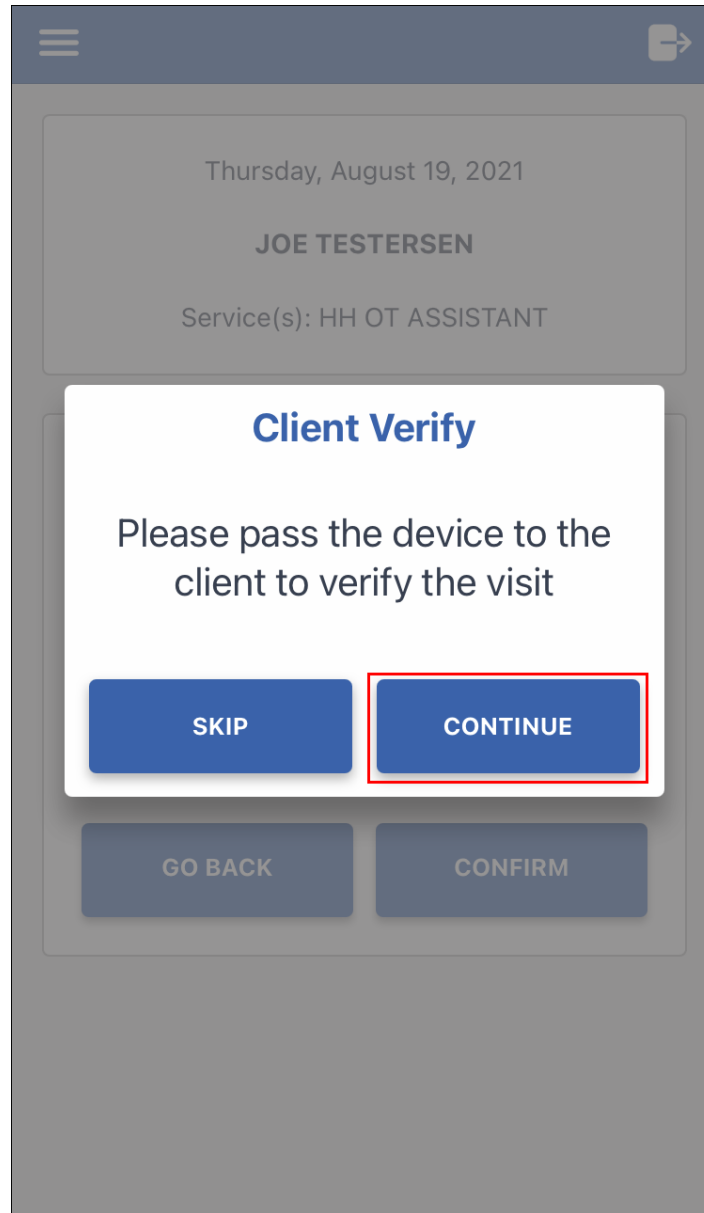 Thursday, August 19, 2021
JOE TESTERSEN
Service(s): HH OT ASSISTANT
Client Verify
Please pass the device to the
client to verify the visit
SKIP
CONTINUE
GO BACK
CONFIRM